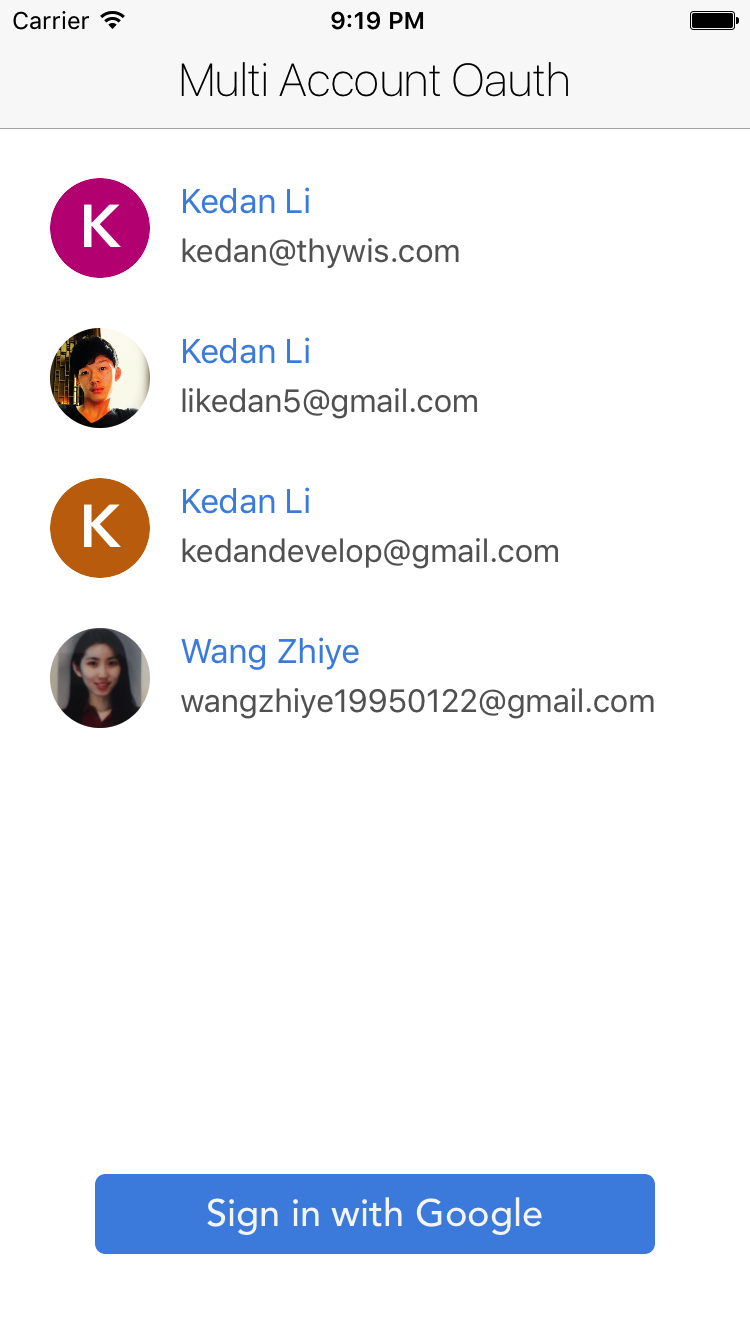 Carrier 9:19 PM
Multi Account Oauth
K
Kedan Li
kedan@thywis.com
Kedan Li
likedan5@gmail.com
K
Kedan Li
kedandevelop@gmail.com
Wang Zhiye
wangzhiye19950122@gmail.com
Sign in with Google